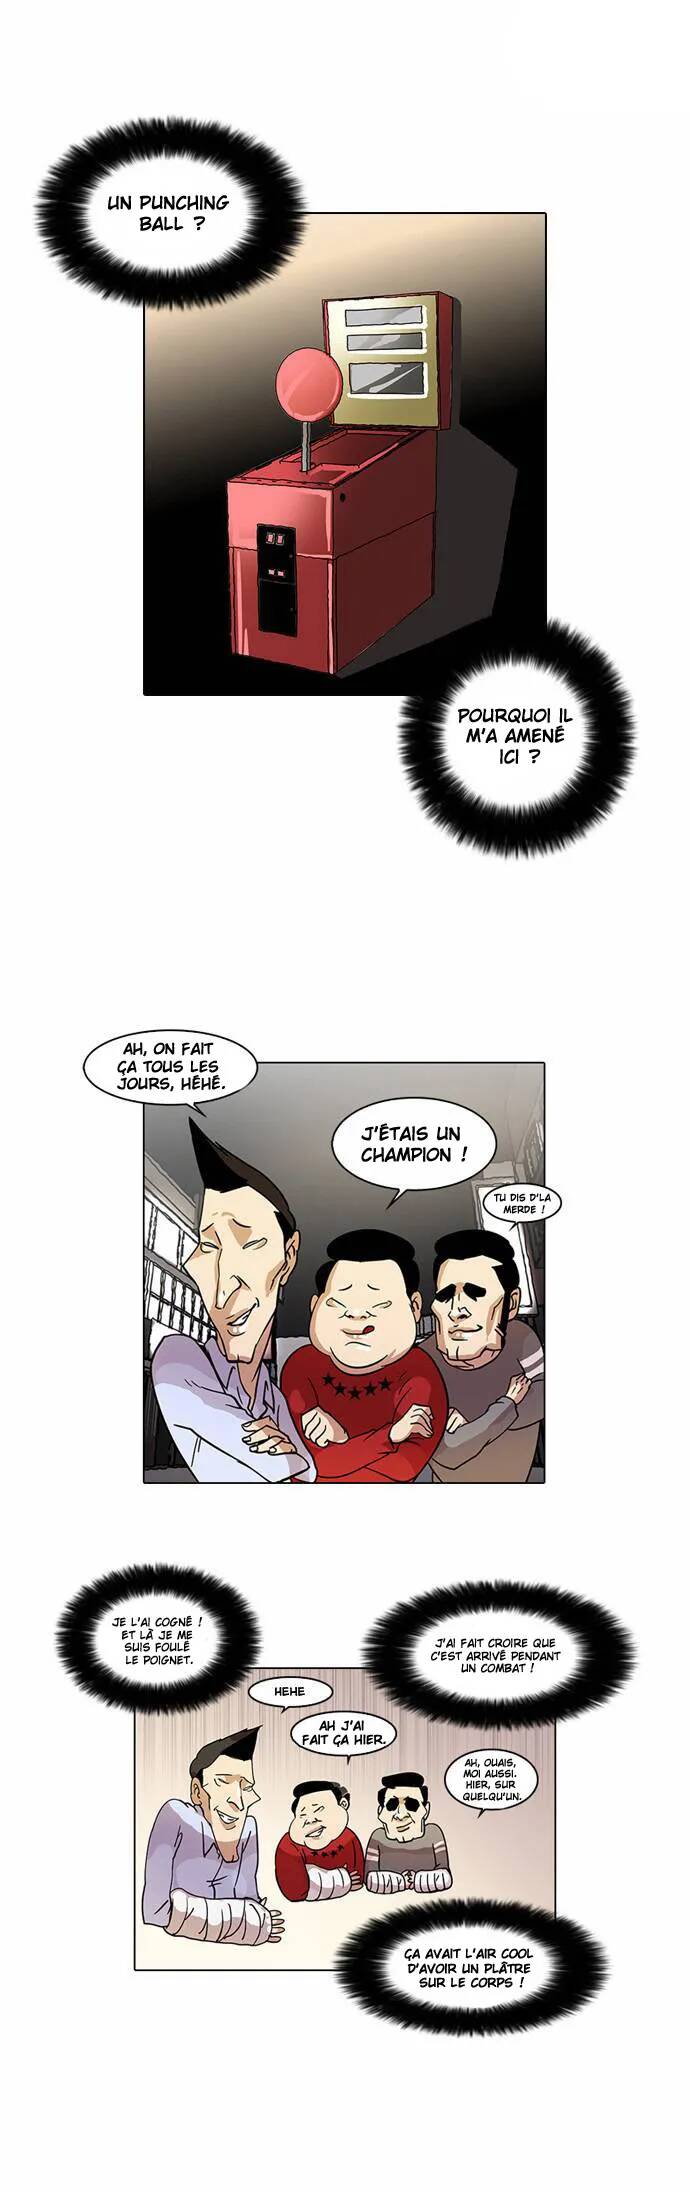 UN PUNCHING
BALL ?
POURQUOI IL
M'A AMENÉ
ICI ?
AH, ON FAIT
ÇA TOUS LES
JOURS, HÉHÉ.
J'ÉTAIS UN
CHAMPION !
TU DIS D'LA
MERDE !
JE L'AI COGNÉ !
ET LÀ JE ME
SUIS FOULÉ
LE POIGNET.
J'AI FAIT CROIRE QUE
C'EST ARRIVÉ PENDANT
UN COMBAT !
HEHE
AH J'AI
FAIT ÇA HIER.
AH, OUAIS,
MOI AUSSI.
HIER, SUR
QUELQU'UN.
ÇA AVAIT L'AIR COOL
D'AVOIR UN PLÂTRE
SUR LE CORPS !